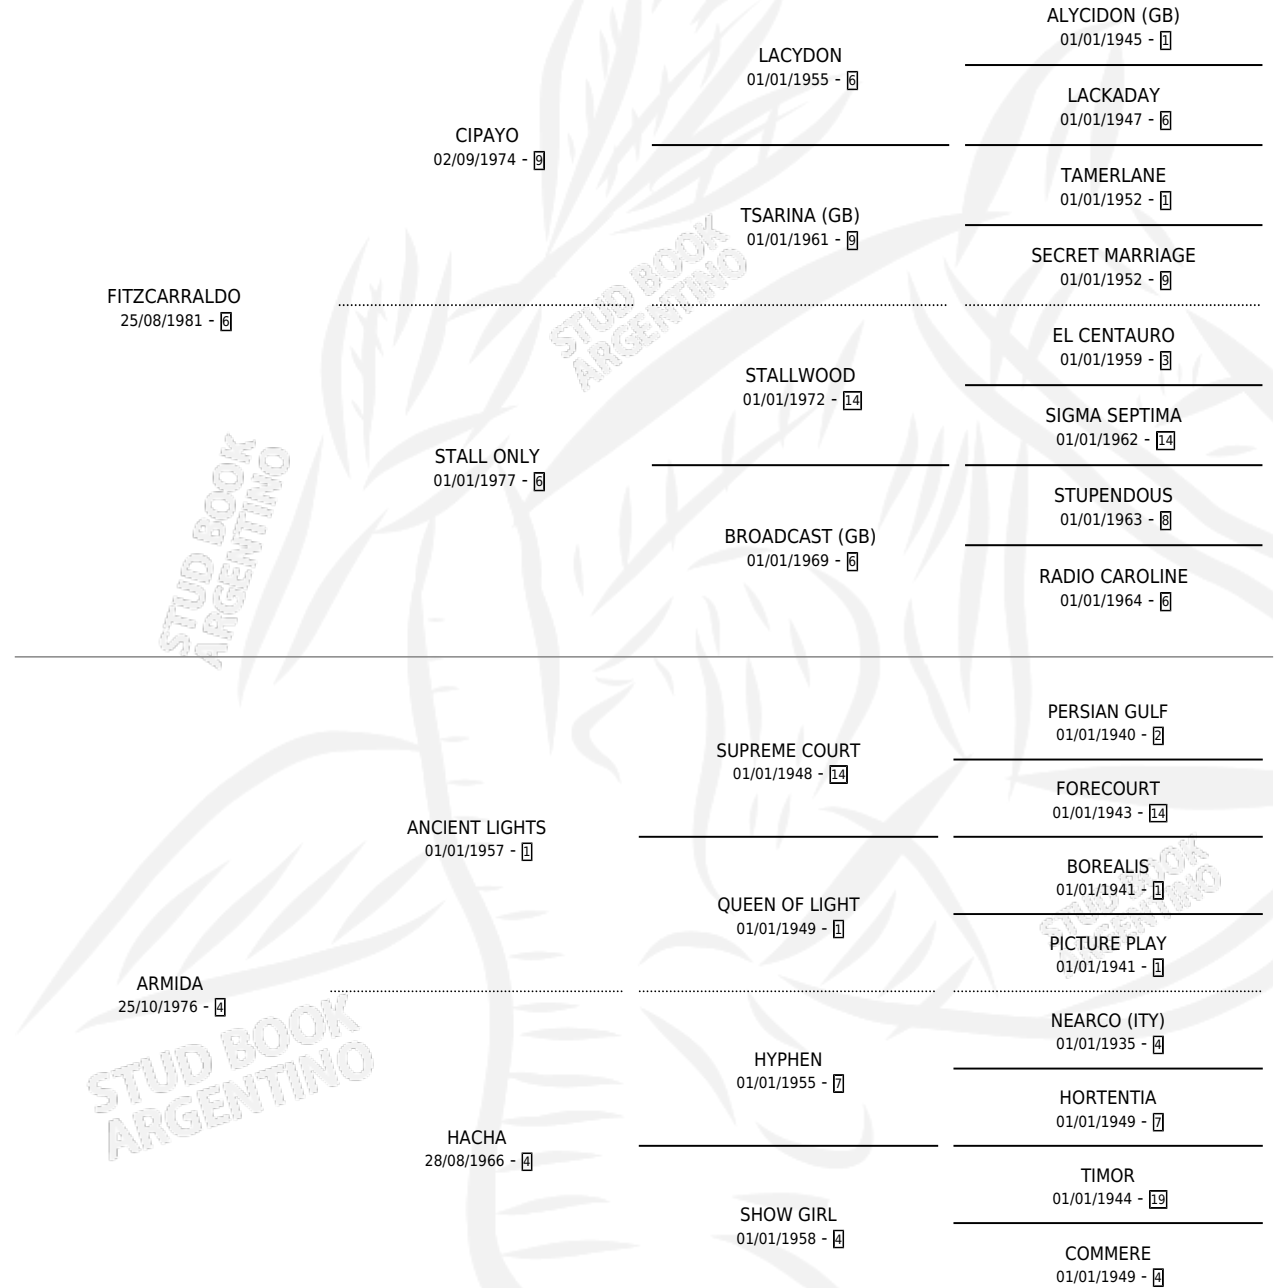 ALYCIDON (GB)
01/01/1945 - 1
LACYDON
01/01/1955 - 6
LACKADAY
01/01/1947 - 6
CIPAYO
02/09/1974 - 9
TAMERLANE
01/01/1952 - 1
TSARINA (GB)
01/01/1961 - 9
SECRET MARRIAGE
01/01/1952 - 9
FITZCARRALDO
25/08/1981 - 6
EL CENTAURO
01/01/1959 - 3
STALLWOOD
01/01/1972 - 14
SIGMA SEPTIMA
01/01/1962 - 14
STALL ONLY
01/01/1977 - 6
STUPENDOUS
01/01/1963 - 8
BROADCAST (GB)
01/01/1969 - 6
RADIO CAROLINE
01/01/1964 - 6
PERSIAN GULF
01/01/1940 - 2
SUPREME COURT
01/01/1948 - 14
FORECOURT
01/01/1943 - 14
ANCIENT LIGHTS
01/01/1957 - 1
BOREALIS
01/01/1941 - 1
QUEEN OF LIGHT
01/01/1949 - 1
PICTURE PLAY
01/01/1941 - 1
ARMIDA
25/10/1976 - 4
NEARCO (ITY)
01/01/1935 - 4
HYPHEN
01/01/1955 - 7
HORTENTIA
01/01/1949 - 7
HACHA
28/08/1966 - 4
TIMOR
01/01/1944 - 19
SHOW GIRL
01/01/1958 - 4
COMMERE
01/01/1949 - 4
STUD BOOK
ARGENTINO
STUD BOOK
ARGENTINO
STUD BOOK
ARGENTINO
STUD BOOK
ARGENTINO